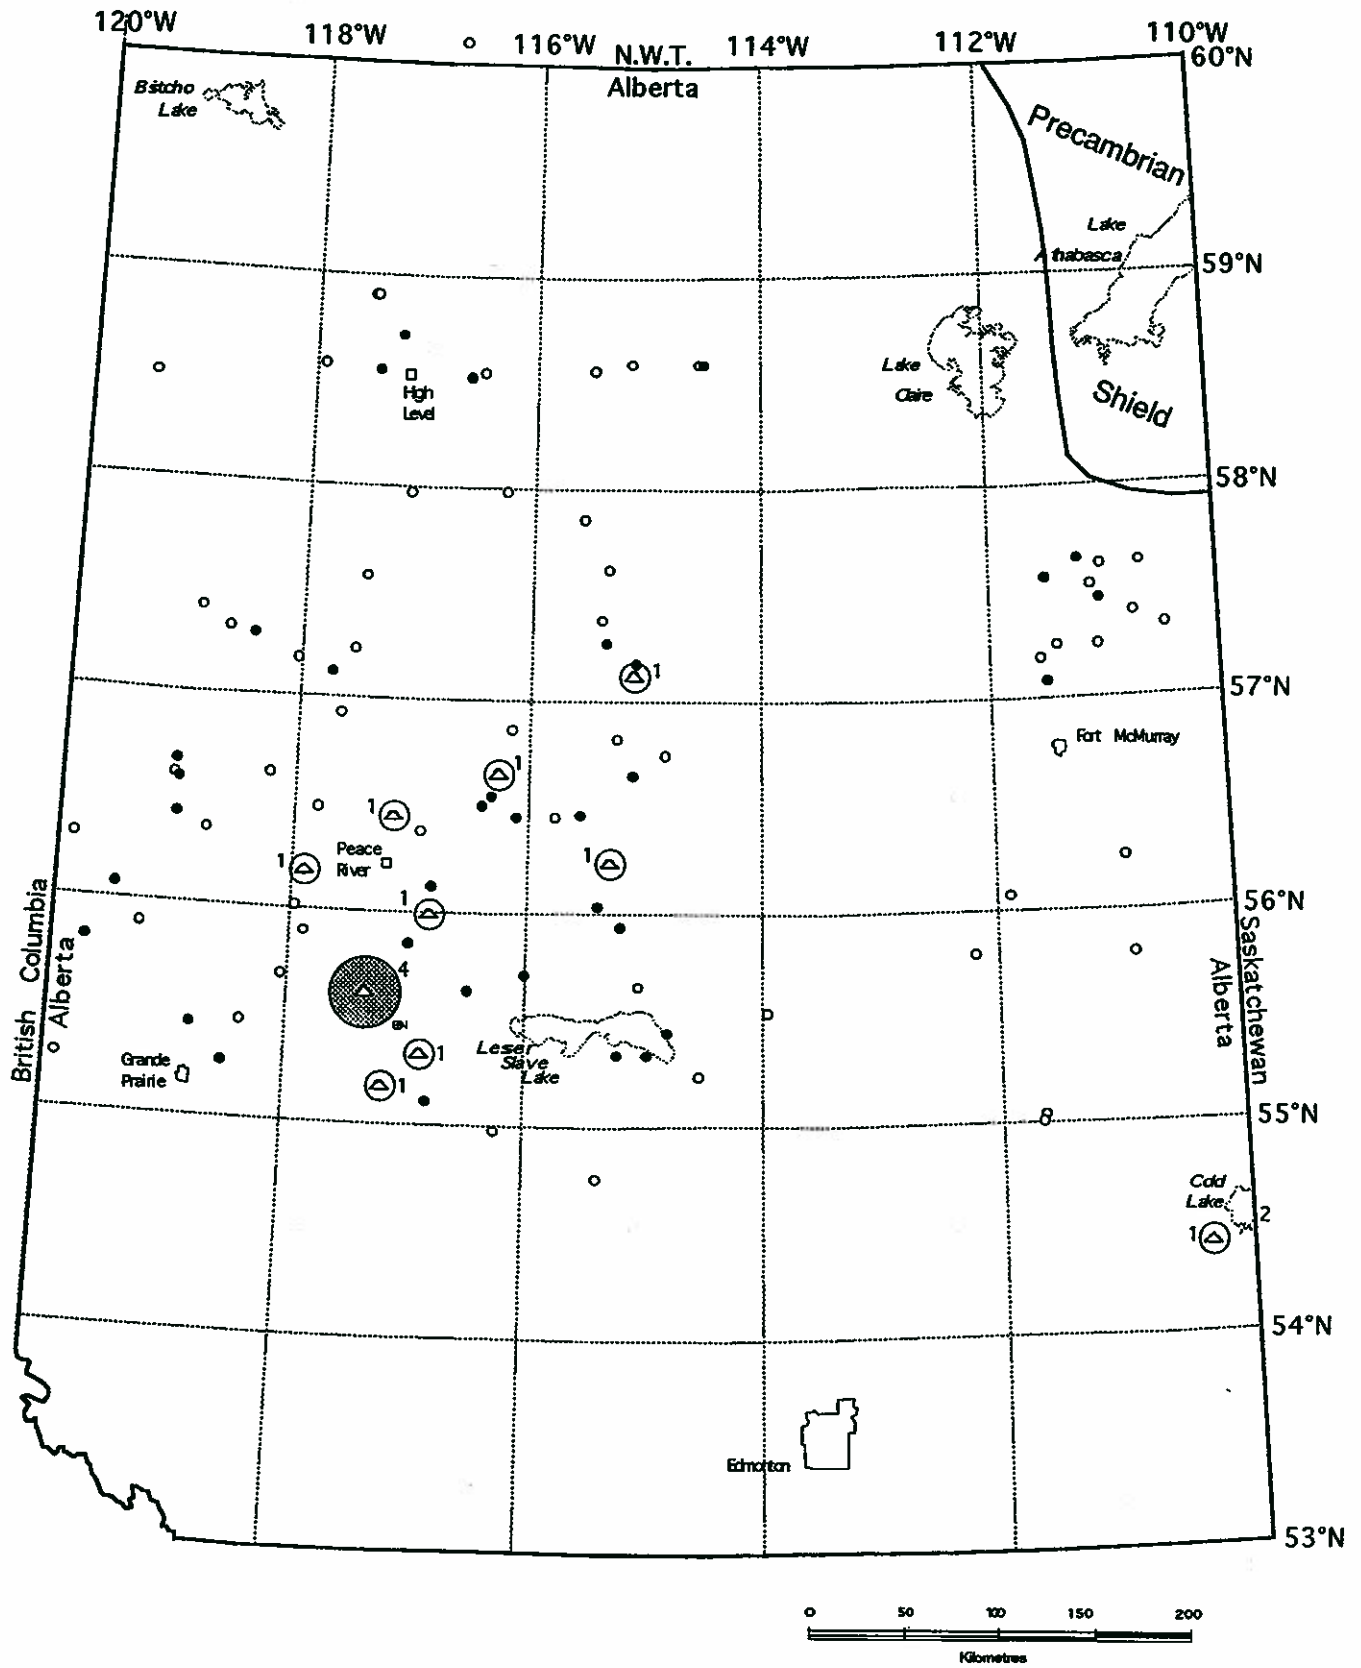 120°W
118°W
116°W
114°W
112°W
110°W
60°N
N.W.T.
Alberta
Bistcho
Lake
Precambrian
Lake
Athabasca
59°N
High
Level
Lake
Claire
Shield
58°N
1
57°N
Fort McMurray
1
1
Peace
River
1
1
1
56°N
British Columbia
Alberta
4
Saskatchewan
Alberta
Grande
Prairie
1
1
Leser
Slave
Lake
55°N
Cold
Lake
2
1
54°N
Edmonton
53°N
0 50 100 150 200
Kilometres